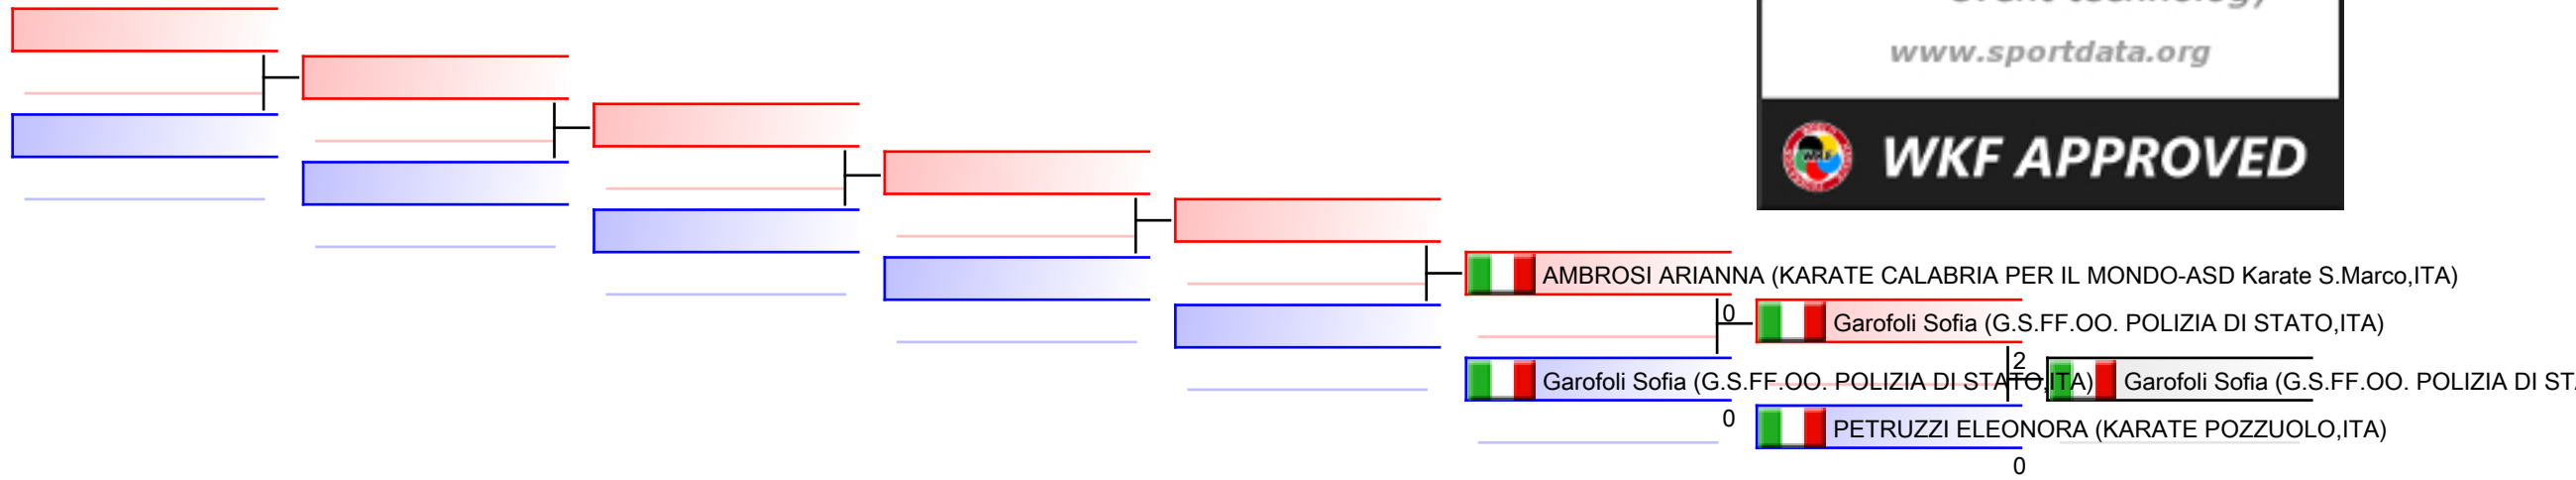 event technology
www.sportdata.org
WKF APPROVED
AMBROSI ARIANNA (KARATE CALABRIA PER IL MONDO-ASD Karate S.Marco,ITA)
0
Garofoli Sofia (G.S.FF.OO. POLIZIA DI STATO,ITA)
2
Garofoli Sofia (G.S.FF.OO. POLIZIA DI STATO,ITA)
Garofoli Sofia (G.S.FF.OO. POLIZIA DI ST
0
PETRUZZI ELEONORA (KARATE POZZUOLO,ITA)
0